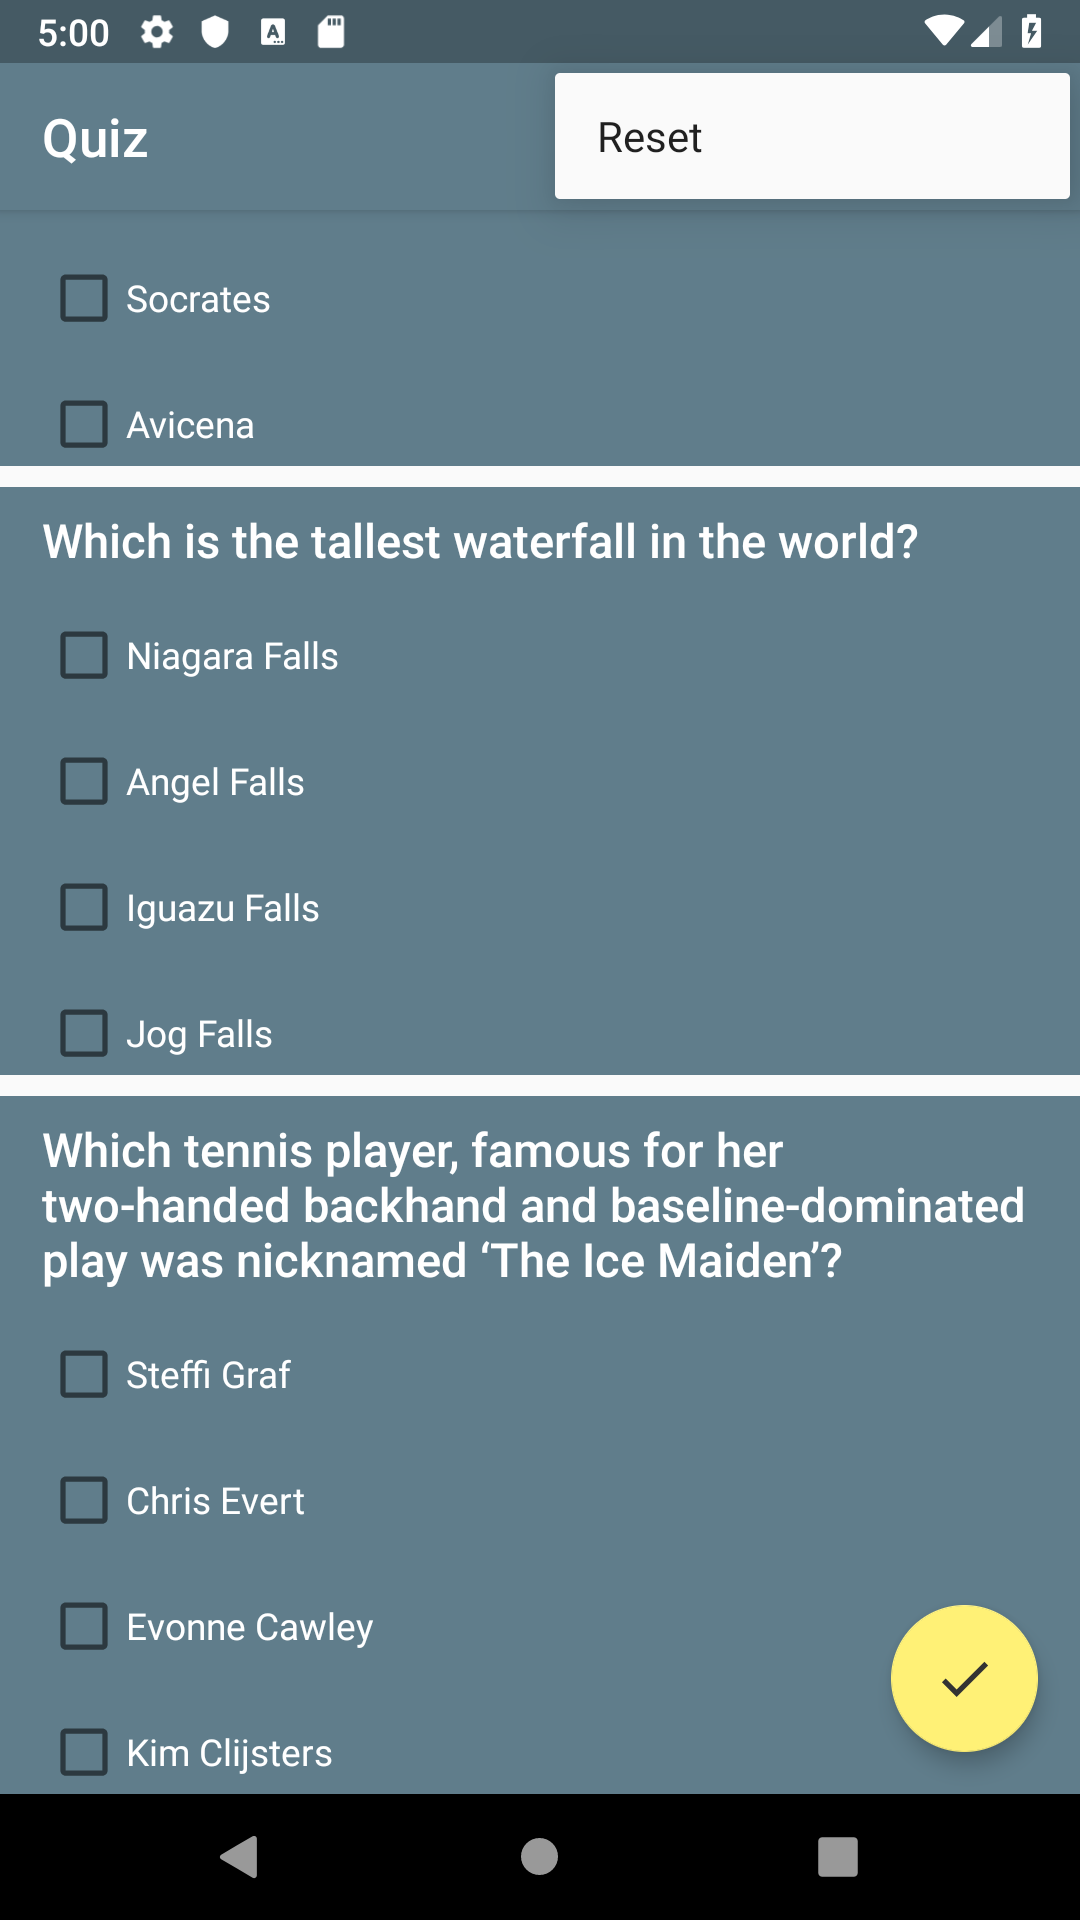 5:00
Quiz
Reset
Socrates
Avicena
Which is the tallest waterfall in the world?
Niagara Falls
Angel Falls
Iguazu Falls
Jog Falls
Which tennis player, famous for her
two-handed backhand and baseline-dominated
play was nicknamed ‘The Ice Maiden’?
Steffi Graf
Chris Evert
Evonne Cawley
Kim Clijsters